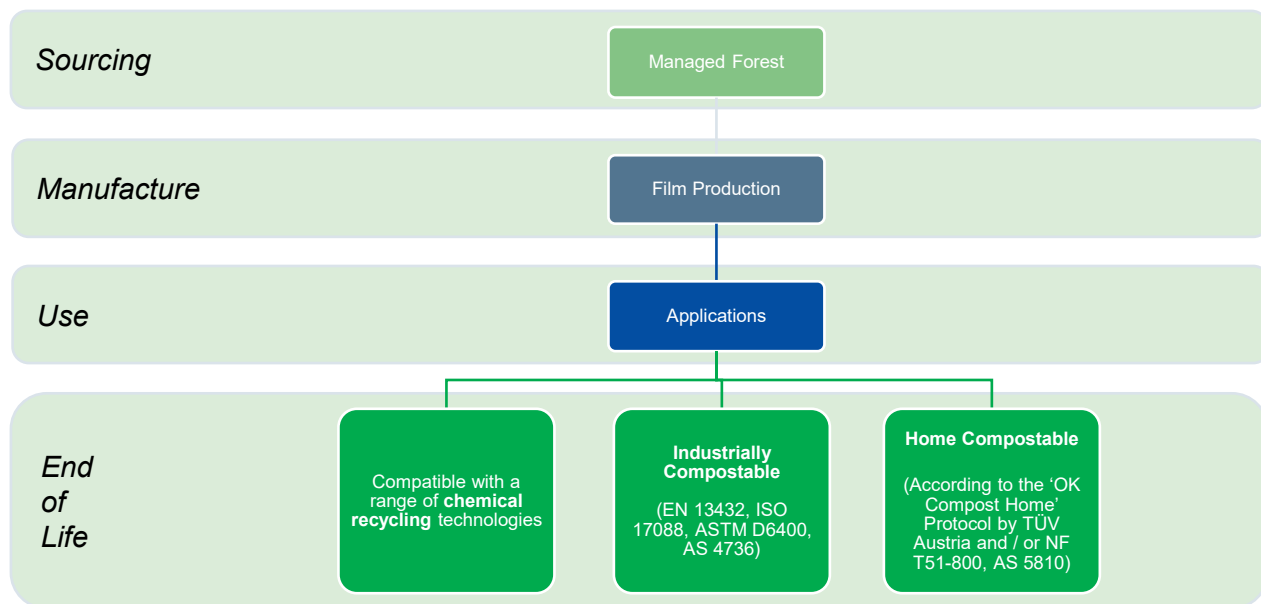 Sourcing
Managed Forest
Manufacture
Film Production
Use
Applications
End
of
Life
Compatible with a
range of chemical
recycling technologies
Industrially
Compostable
(EN 13432, ISO
17088, ASTM D6400,
AS 4736)
Home Compostable
(According to the ‘OK
Compost Home’
Protocol by TÜV
Austria and / or NF
T51-800, AS 5810)